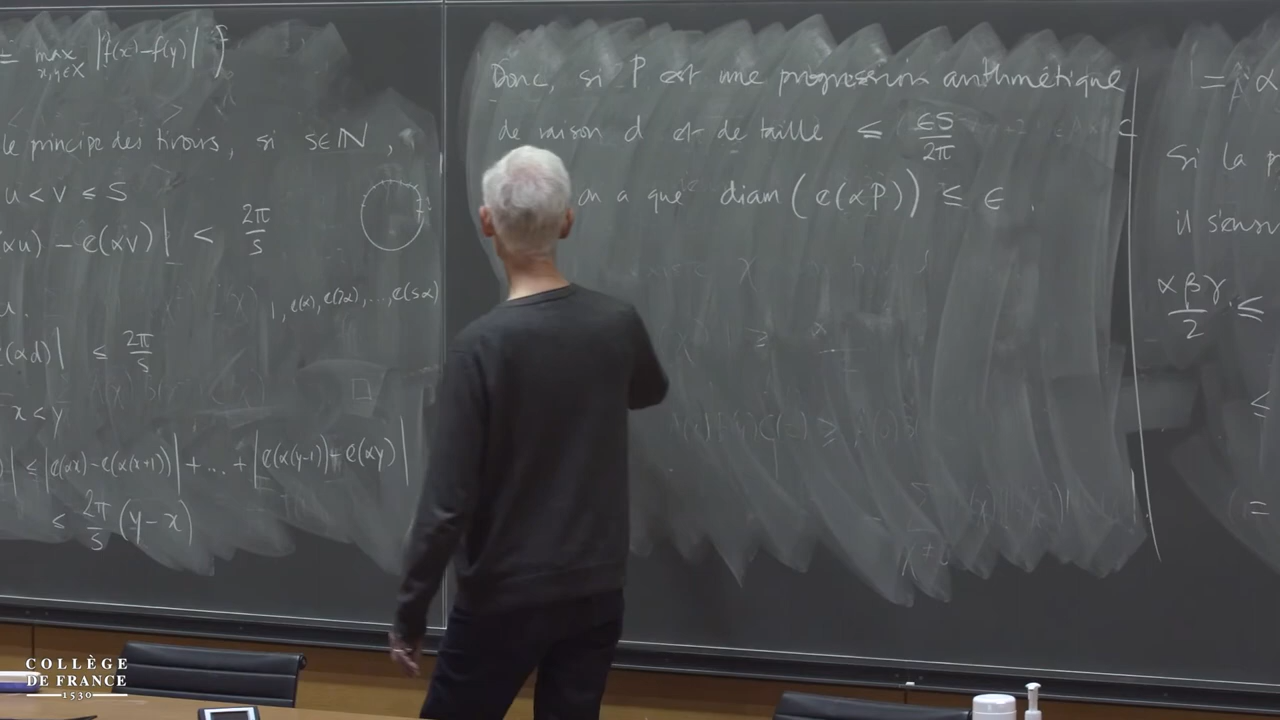 = max |f(x)-f(y)| }
x,y∈X
le principe des tiroirs, si S∈ℕ,
u < v ≤ S
(αu) - e(αv)| < 2π/S
1, e(α), e(2α), ..., e(Sα)
u.
(αd)| ≤ 2π/S
x < y
| ≤ |e(αx)-e(α(x+1))| + ... + |e(α(y-1))-e(αy)|
≤ 2π/S (y-x)
Donc, si P est une progression arithmétique
de raison d et de taille ≤ ϵS/2π
on a que diam (e(αP)) ≤ ϵ.
= α
Si la p
il s'ensu
αβγ/2 ≤
≤
=
COLLÈGE
DE FRANCE
1530